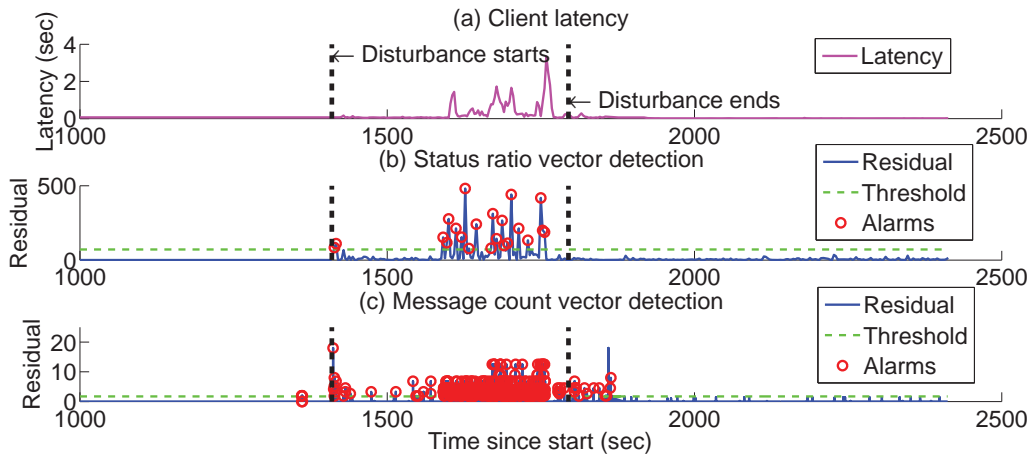 (a) Client latency
Latency (sec)
4
2
0
← Disturbance starts
← Disturbance ends
Latency
1000 1500 2000 2500
(b) Status ratio vector detection
Residual
500
0
Residual
Threshold
Alarms
1000 1500 2000 2500
(c) Message count vector detection
Residual
20
10
0
Residual
Threshold
Alarms
1000 1500 2000 2500
Time since start (sec)